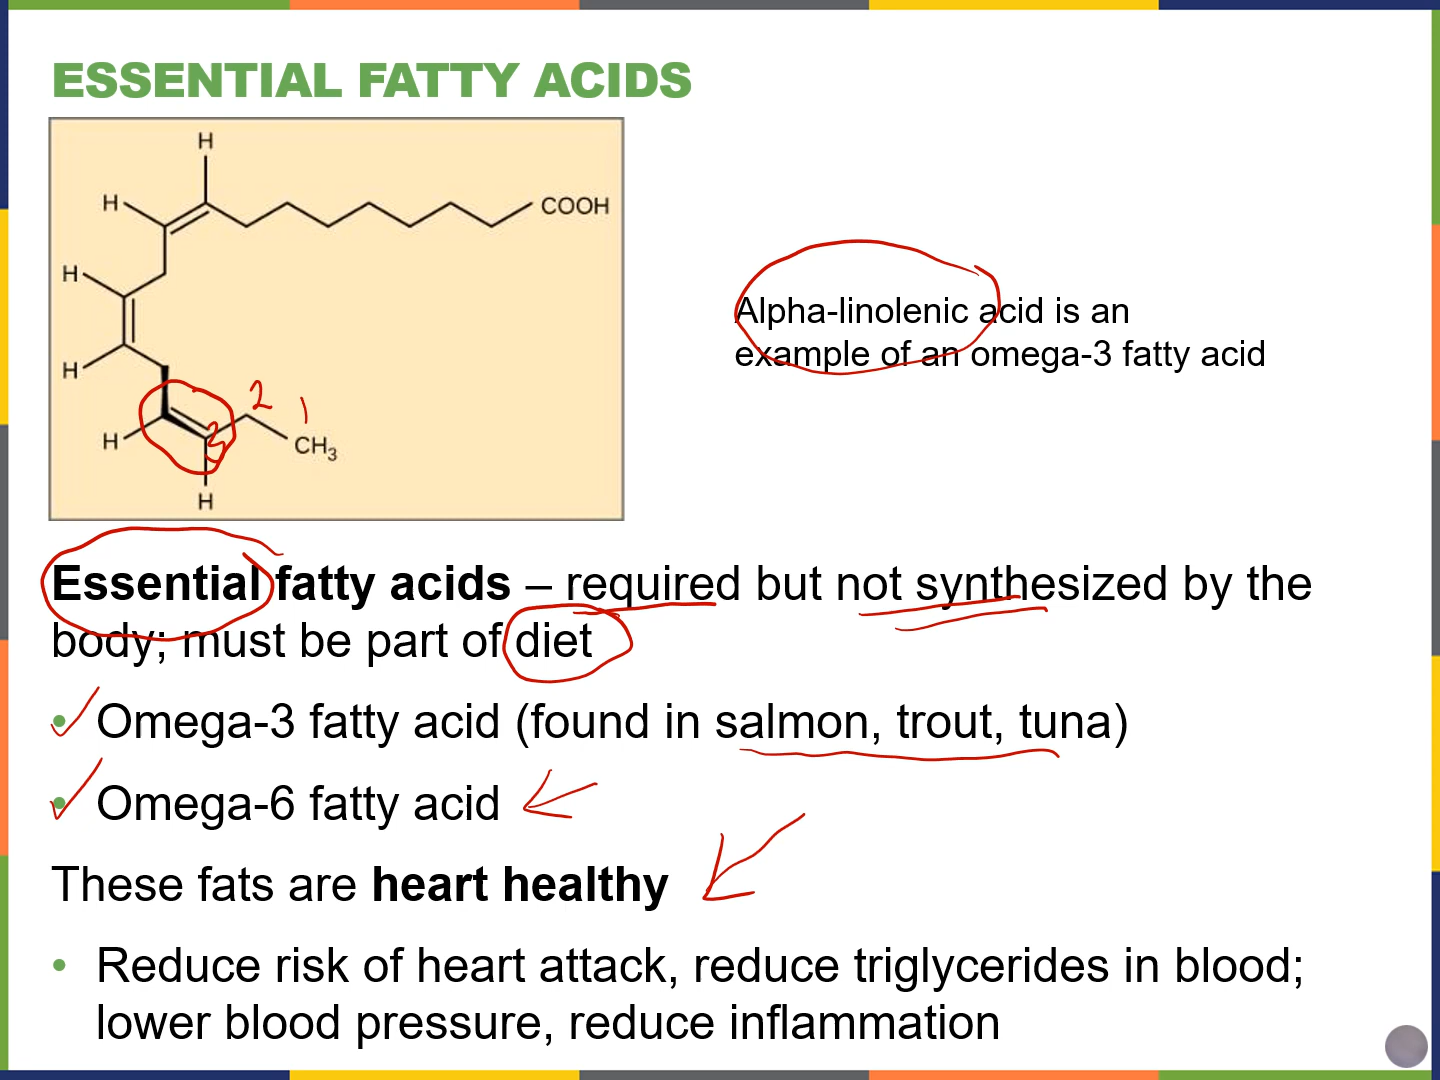 ESSENTIAL FATTY ACIDS
H
H
COOH
H
H
2
1
3
H
CH3
H
Alpha-linolenic acid is an
example of an omega-3 fatty acid
Essential fatty acids – required but not synthesized by the
body; must be part of diet
• Omega-3 fatty acid (found in salmon, trout, tuna)
• Omega-6 fatty acid
These fats are heart healthy
• Reduce risk of heart attack, reduce triglycerides in blood;
lower blood pressure, reduce inflammation